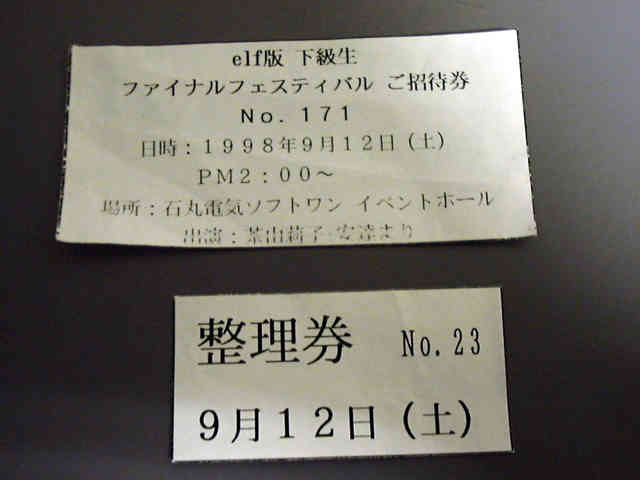 elf版 下級生
ファイナルフェスティバル ご招待券
No.171
日時：1998年9月12日（土）
PM2：00～
場所：石丸電気ソフトワン イベントホール
出演：茶山莉子・安達まり
整理券 No.23
9月12日（土）